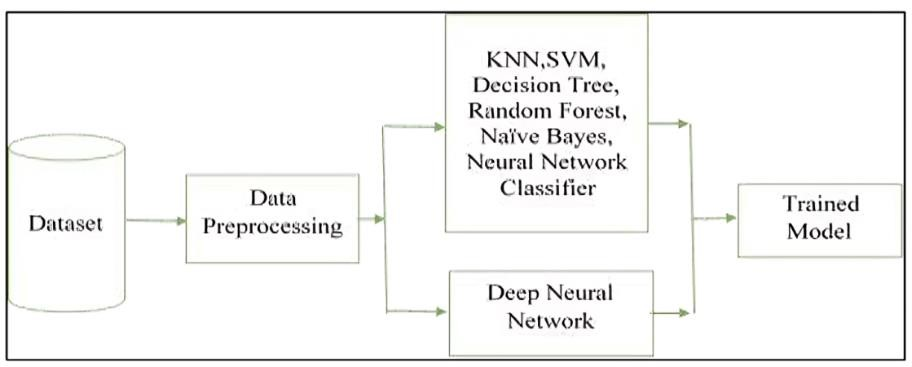 Dataset
Data
Preprocessing
KNN,SVM,
Decision Tree,
Random Forest,
Naïve Bayes,
Neural Network
Classifier
Deep Neural
Network
Trained
Model